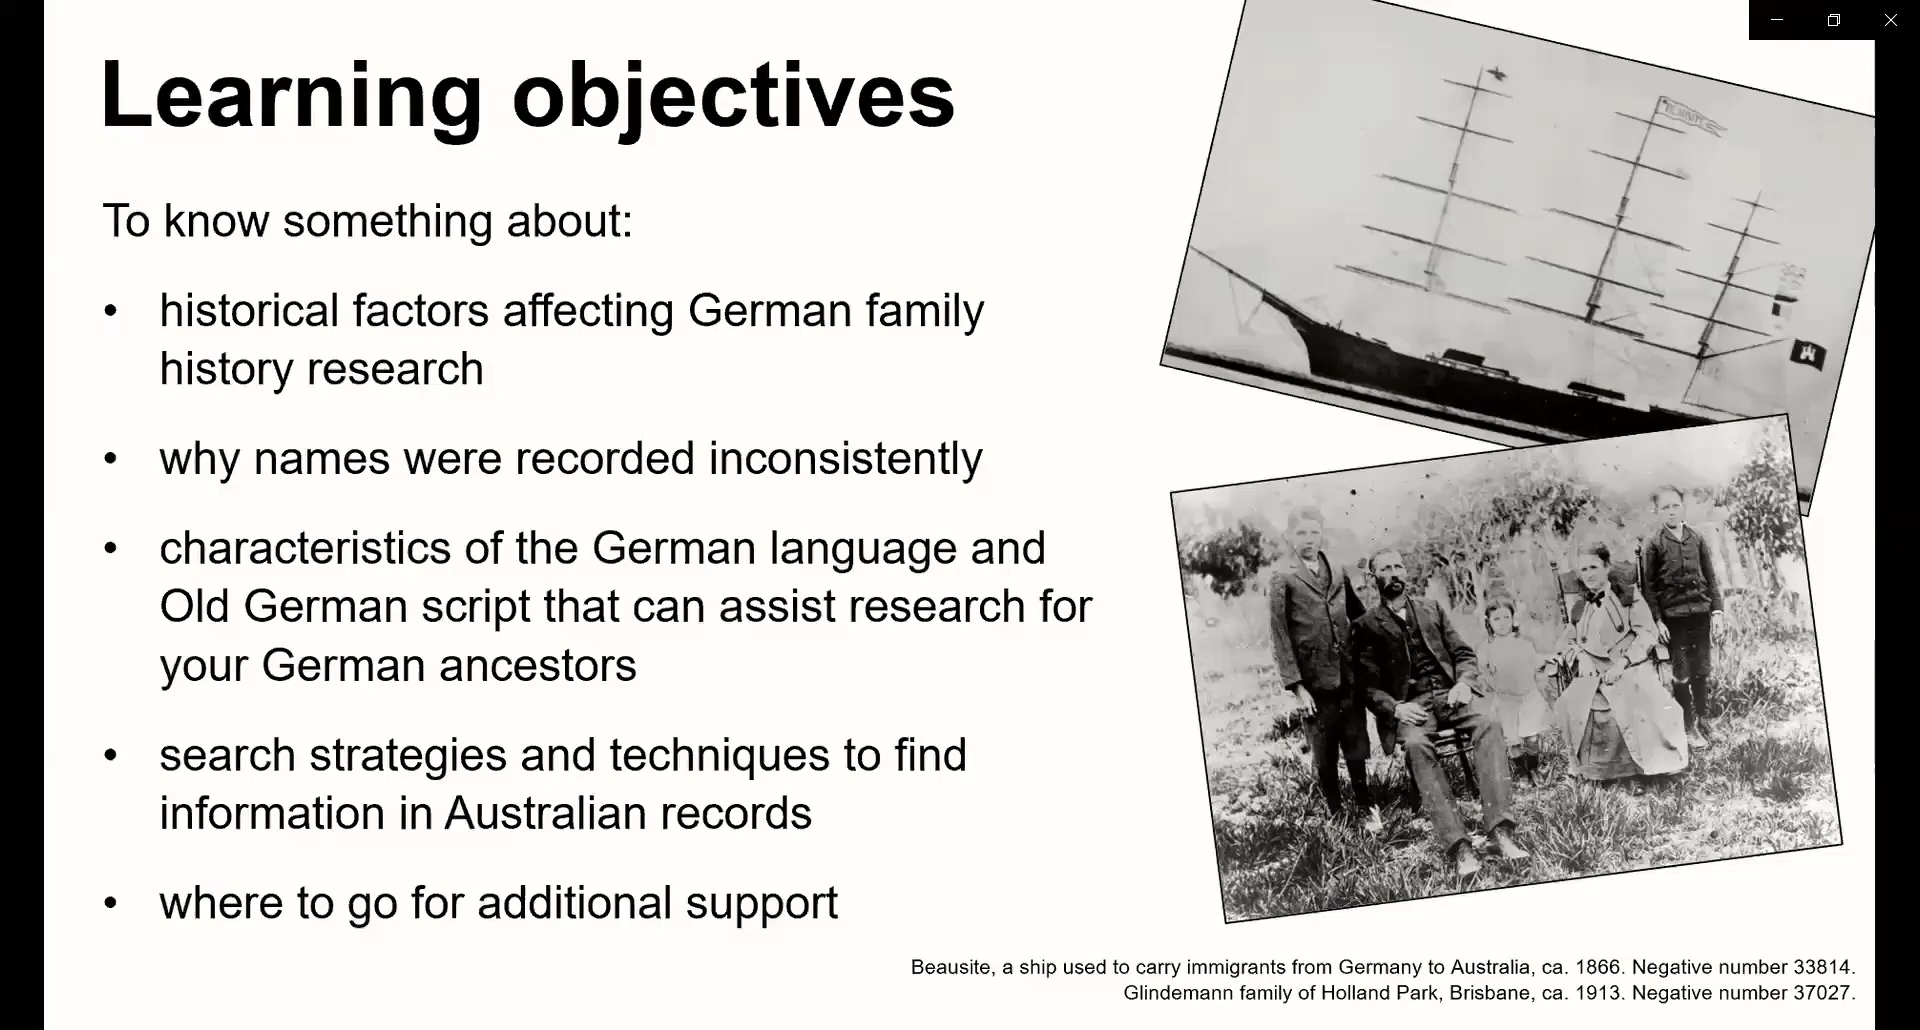 Learning objectives
To know something about:
• historical factors affecting German family
history research
• why names were recorded inconsistently
• characteristics of the German language and
Old German script that can assist research for
your German ancestors
• search strategies and techniques to find
information in Australian records
• where to go for additional support
Beausite, a ship used to carry immigrants from Germany to Australia, ca. 1866. Negative number 33814.
Glindemann family of Holland Park, Brisbane, ca. 1913. Negative number 37027.